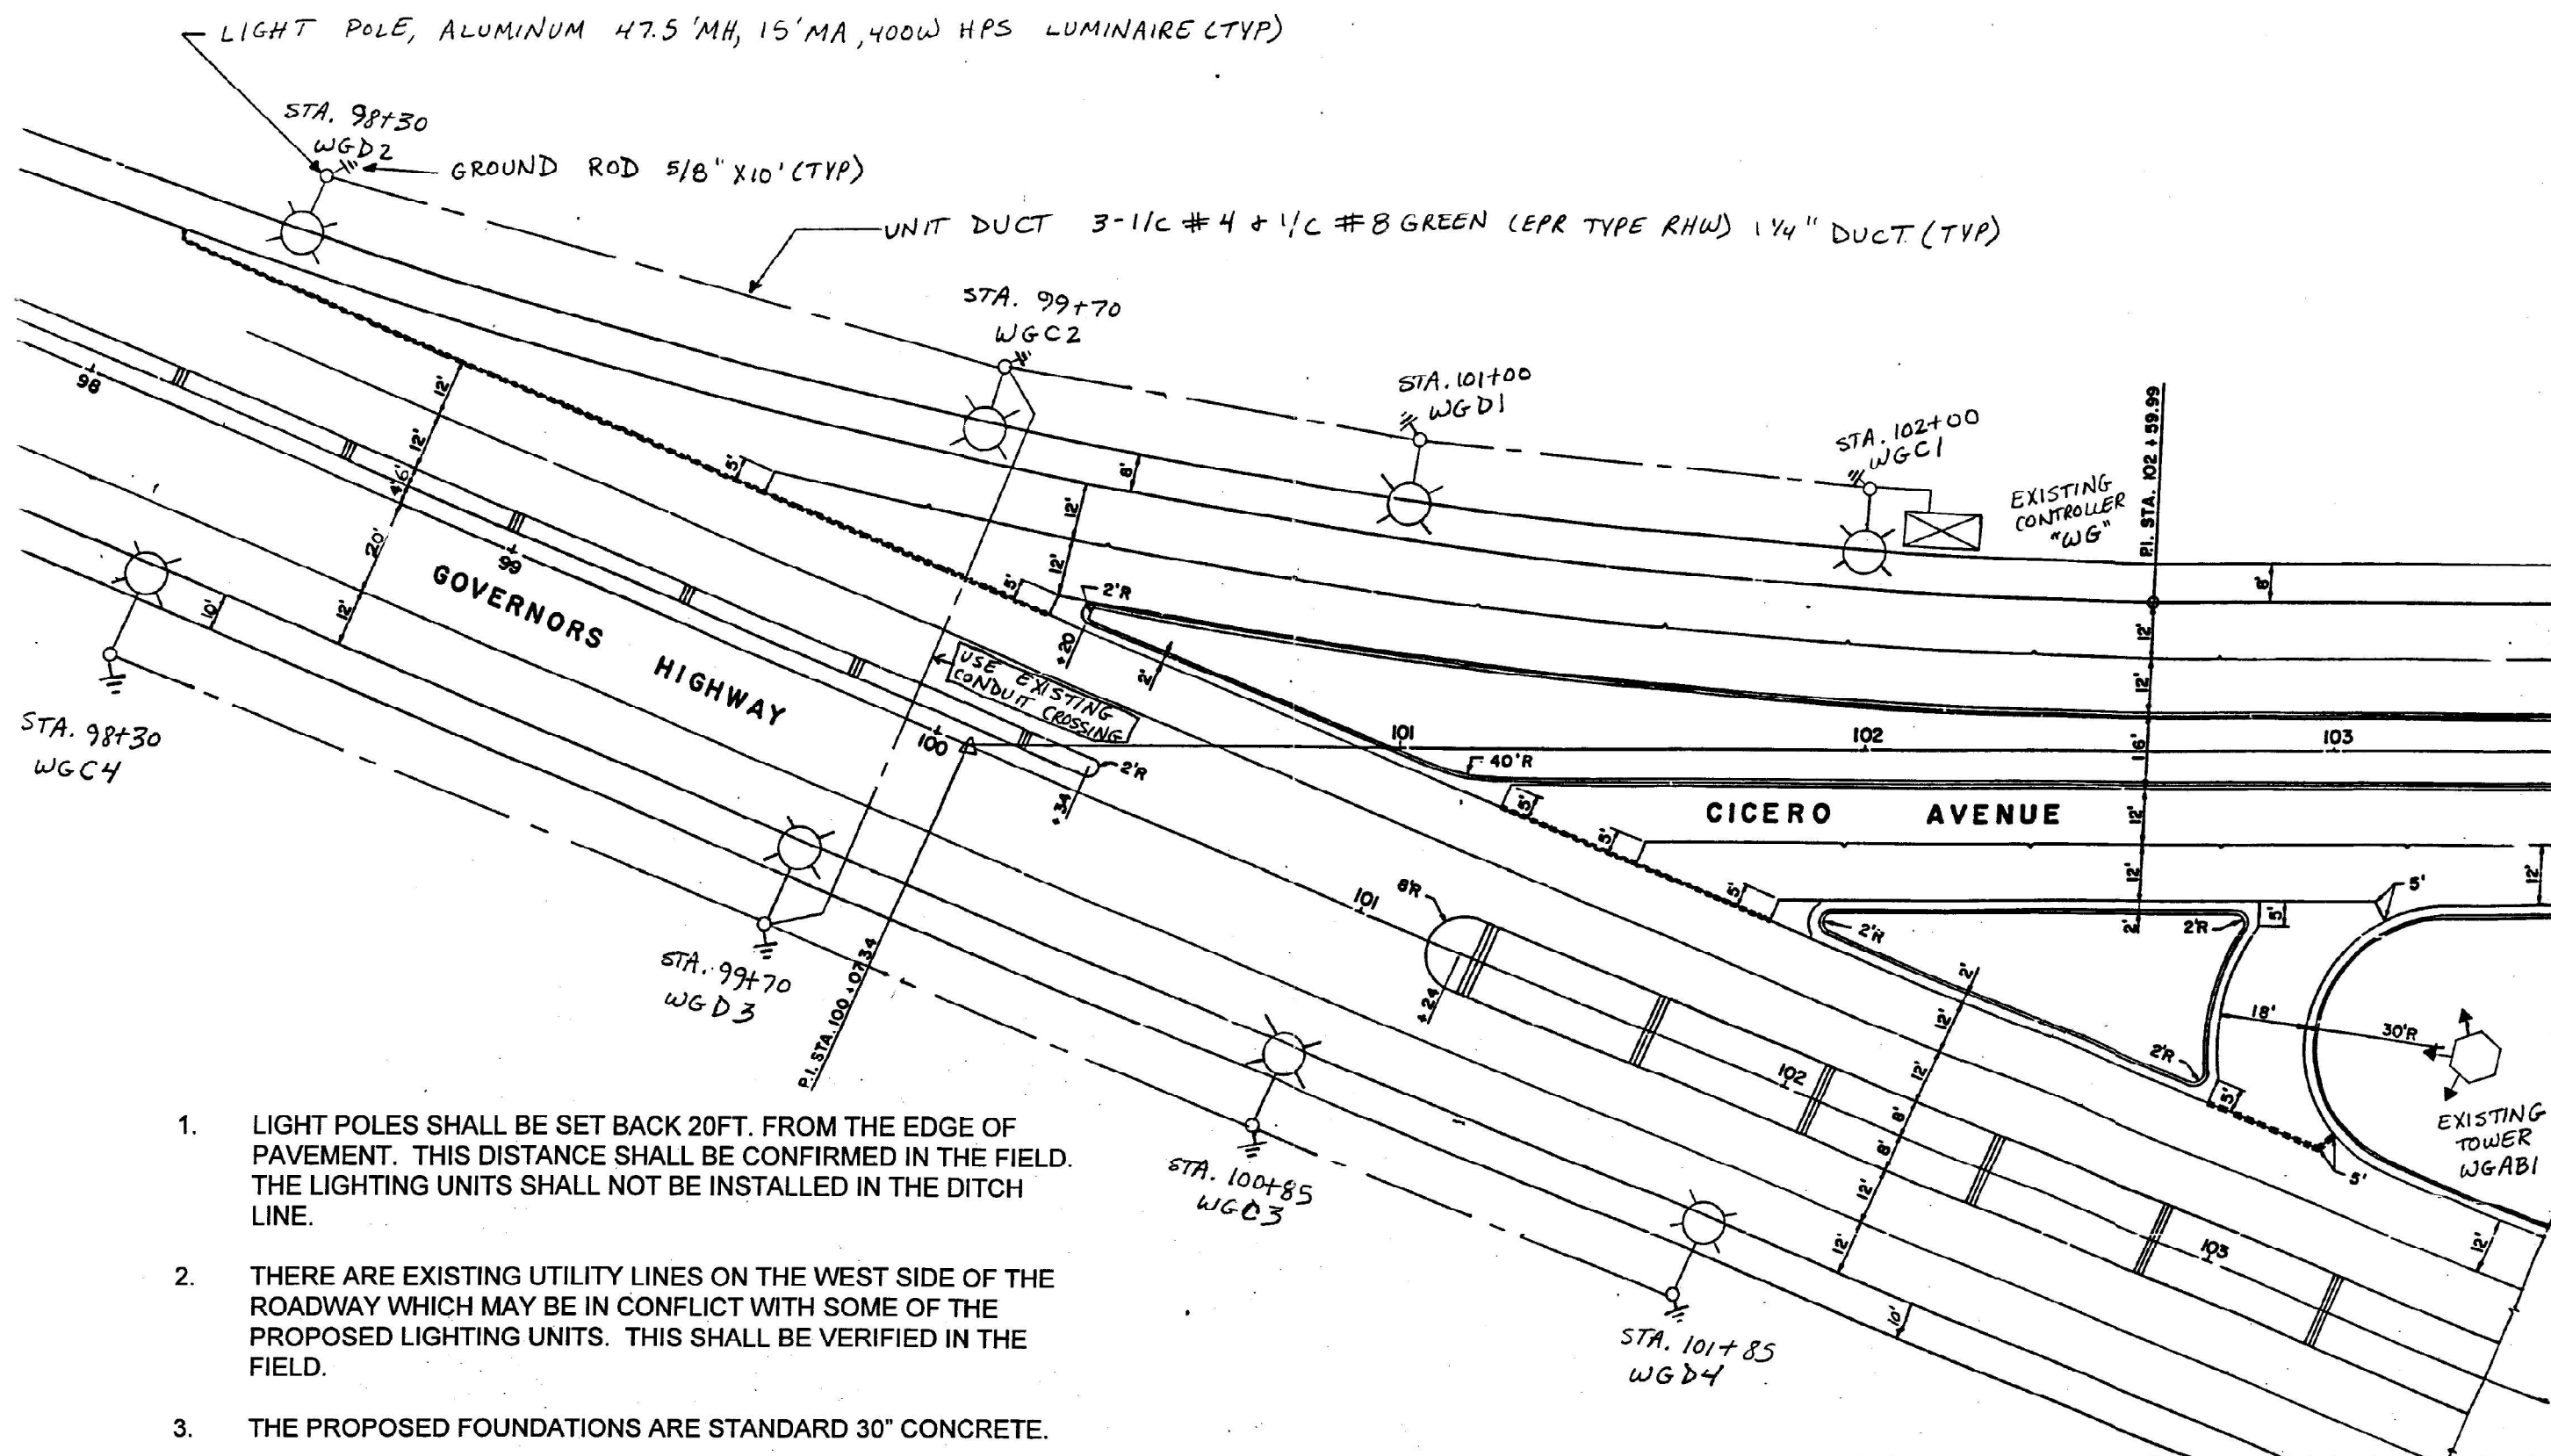 LIGHT POLE, ALUMINUM 47.5'MH, 15'MA, 400W HPS LUMINAIRE (TYP)
STA. 98+30
WGD2
GROUND ROD 5/8" X10' (TYP)
UNIT DUCT 3-1/C #4 & 1/C #8 GREEN (EPR TYPE RHW) 1 1/4" DUCT (TYP)
STA. 99+70
WGC2
STA. 101+00
WGD1
STA. 102+00
WGC1
EXISTING
CONTROLLER
"WG"
P.I. STA. 102 + 59.99
98
12'
12'
6'
4'
20'
12'
10'
5'
99
GOVERNORS HIGHWAY
8'
12'
12'
5'
2'R
+20
2'
USE EXISTING
CONDUIT CROSSING
100
2'R
+34
101
102
103
40'R
8'
12'
12'
16'
12'
12'
2'
CICERO AVENUE
5'
5'
5'
12'
5'
5'
2'R
2'R
2'R
STA. 98+30
WGC4
STA. 99+70
WGD3
P.I. STA. 100 + 07.34
101
8'R
+24
102
2'
12'
12'
8'
8'
12'
12'
10'
18'
30'R
5'
5'
EXISTING
TOWER
WGAB1
103
12'
STA. 100+85
WGC3
STA. 101+85
WGD4
1. LIGHT POLES SHALL BE SET BACK 20FT. FROM THE EDGE OF
PAVEMENT. THIS DISTANCE SHALL BE CONFIRMED IN THE FIELD.
THE LIGHTING UNITS SHALL NOT BE INSTALLED IN THE DITCH
LINE.
2. THERE ARE EXISTING UTILITY LINES ON THE WEST SIDE OF THE
ROADWAY WHICH MAY BE IN CONFLICT WITH SOME OF THE
PROPOSED LIGHTING UNITS. THIS SHALL BE VERIFIED IN THE
FIELD.
3. THE PROPOSED FOUNDATIONS ARE STANDARD 30" CONCRETE.